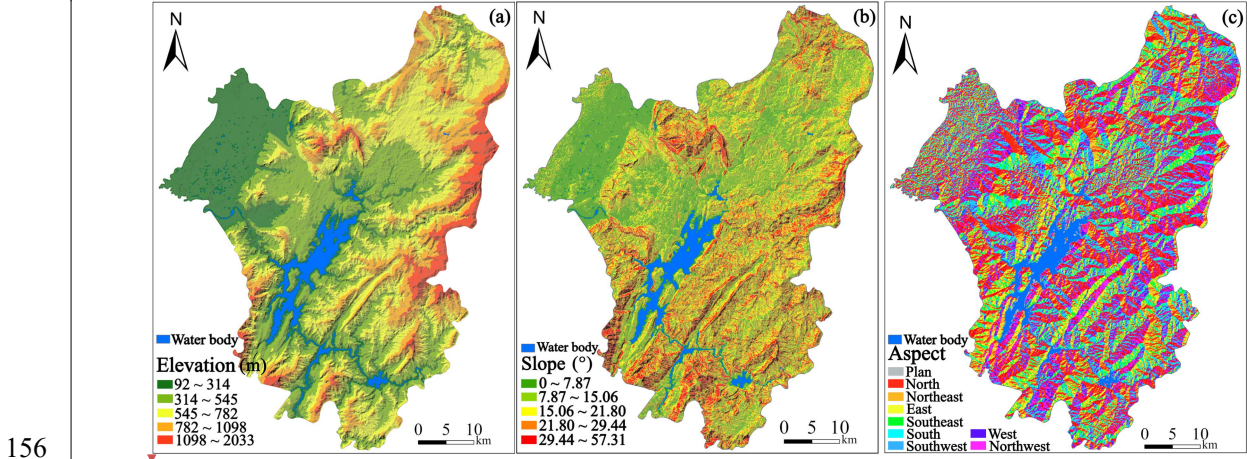 (a)
N
Water body
Elevation (m)
92 ~ 314
314 ~ 545
545 ~ 782
782 ~ 1098
1098 ~ 2033
0 5 10
km
(b)
N
Water body
Slope (°)
0 ~ 7.87
7.87 ~ 15.06
15.06 ~ 21.80
21.80 ~ 29.44
29.44 ~ 57.31
0 5 10
km
(c)
N
Water body
Aspect
Plan
North
Northeast
East
Southeast
South
Southwest
West
Northwest
0 5 10
km
156